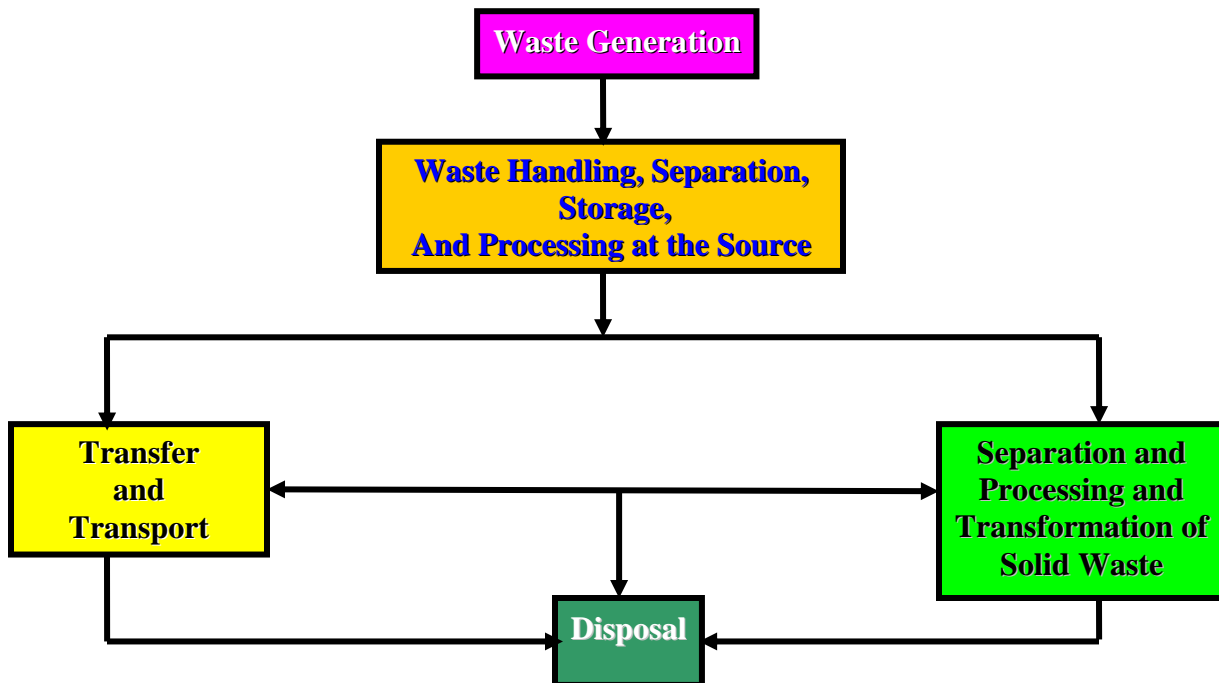 Waste Generation
Waste Handling, Separation,
Storage,
And Processing at the Source
Transfer
and
Transport
Separation and
Processing and
Transformation of
Solid Waste
Disposal